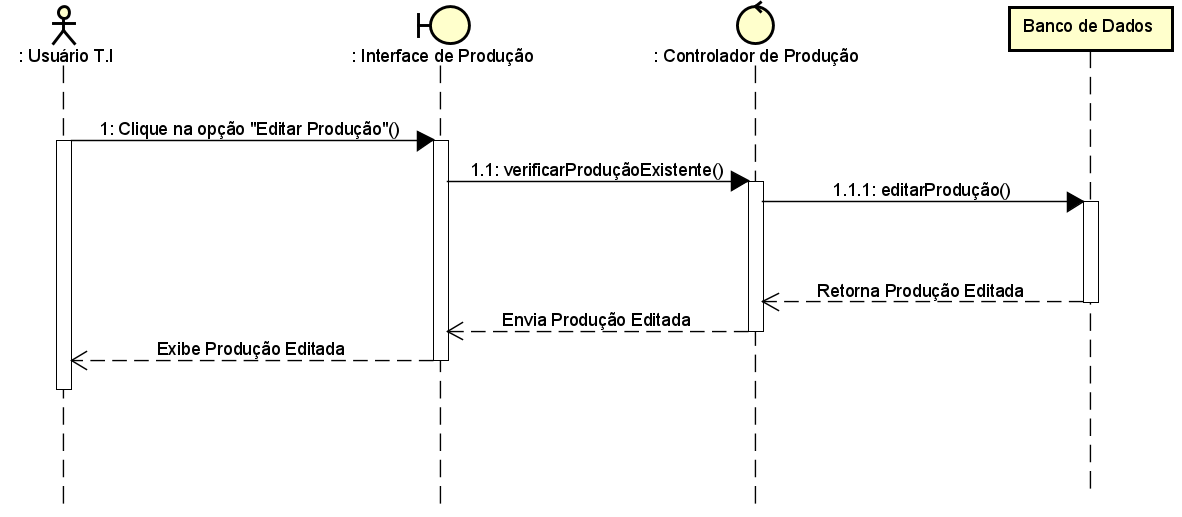 : Usuário T.I
: Interface de Produção
: Controlador de Produção
Banco de Dados
1: Clique na opção "Editar Produção"()
1.1: verificarProduçãoExistente()
1.1.1: editarProdução()
Retorna Produção Editada
Envia Produção Editada
Exibe Produção Editada